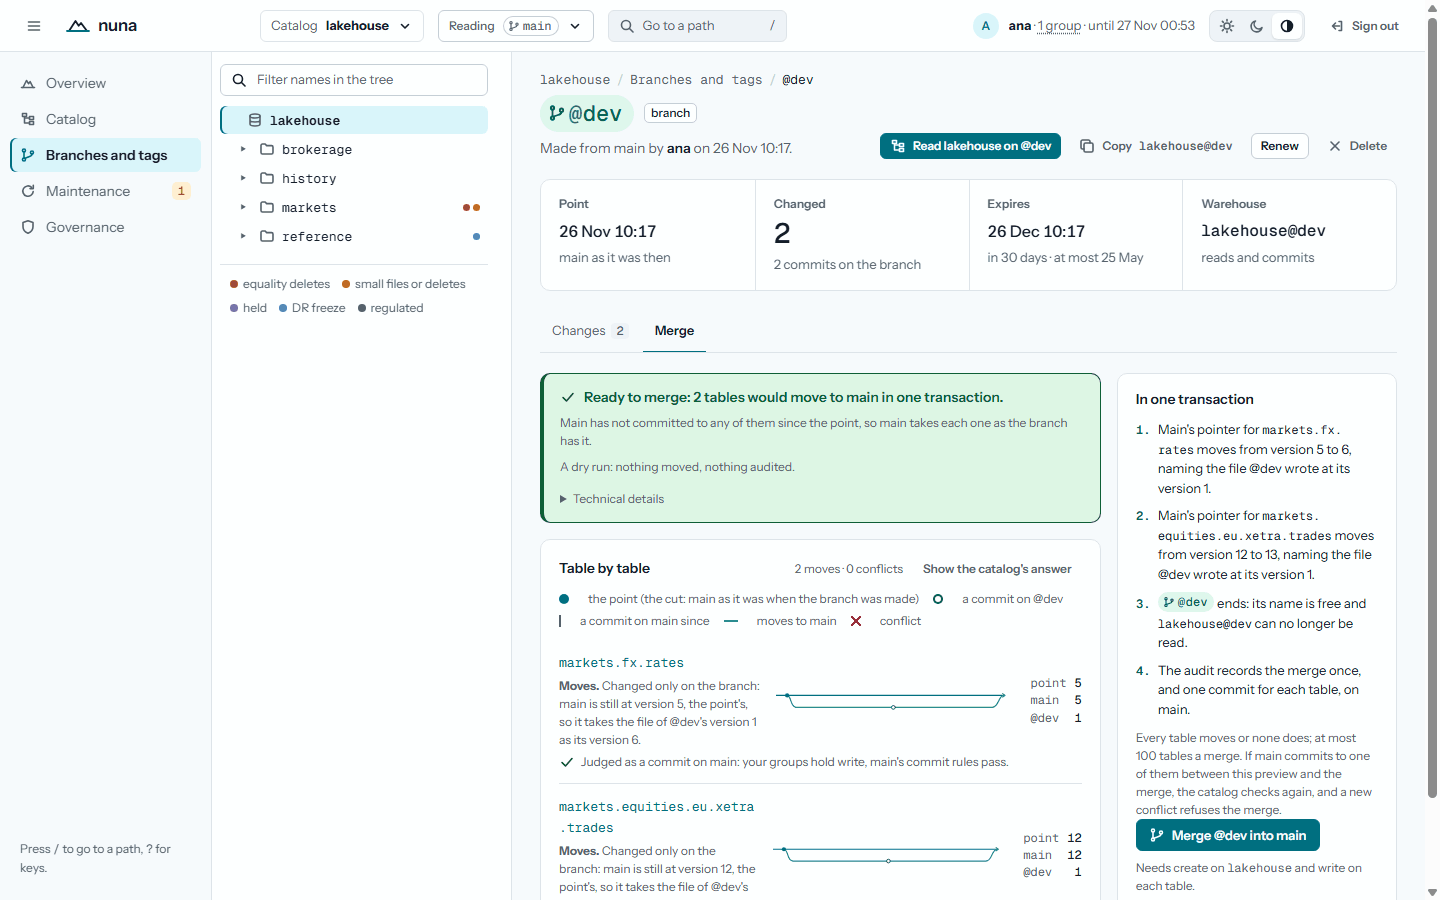 nuna
Catalog lakehouse
Reading main
Go to a path /
A ana · 1 group · until 27 Nov 00:53
Sign out
Overview
Catalog
Branches and tags
Maintenance 1
Governance
Press / to go to a path, ? for
keys.
Filter names in the tree
lakehouse
brokerage
history
markets
reference
equality deletes
small files or deletes
held
DR freeze
regulated
lakehouse / Branches and tags / @dev
@dev branch
Made from main by ana on 26 Nov 10:17.
Read lakehouse on @dev
Copy lakehouse@dev
Renew
Delete
Point
26 Nov 10:17
main as it was then
Changed
2
2 commits on the branch
Expires
26 Dec 10:17
in 30 days · at most 25 May
Warehouse
lakehouse@dev
reads and commits
Changes 2
Merge
Ready to merge: 2 tables would move to main in one transaction.
Main has not committed to any of them since the point, so main takes each one as the branch
has it.
A dry run: nothing moved, nothing audited.
Technical details
Table by table
2 moves · 0 conflicts
Show the catalog's answer
the point (the cut: main as it was when the branch was made)
a commit on @dev
a commit on main since
moves to main
conflict
markets.fx.rates
Moves. Changed only on the branch:
main is still at version 5, the point's,
so it takes the file of @dev's version 1
as its version 6.
point 5
main 5
@dev 1
Judged as a commit on main: your groups hold write, main's commit rules pass.
markets.equities.eu.xetra
.trades
Moves. Changed only on the
branch: main is still at version 12, the
point's, so it takes the file of @dev's
point 12
main 12
@dev 1
In one transaction
1. Main's pointer for markets.fx.
rates moves from version 5 to 6,
naming the file @dev wrote at its
version 1.
2. Main's pointer for markets.
equities.eu.xetra.trades moves
from version 12 to 13, naming the file
@dev wrote at its version 1.
3. @dev ends: its name is free and
lakehouse@dev can no longer be
read.
4. The audit records the merge once,
and one commit for each table, on
main.
Every table moves or none does; at most
100 tables a merge. If main commits to one
of them between this preview and the
merge, the catalog checks again, and a new
conflict refuses the merge.
Merge @dev into main
Needs create on lakehouse and write on
each table.